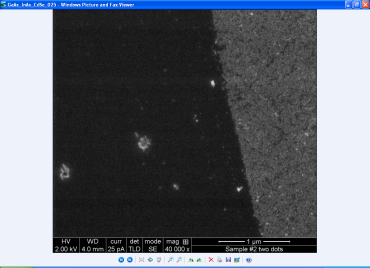 GaAs_InAs_CdSe_025 - Windows Picture and Fax Viewer
HV WD curr det mode mag
2.00 kV 4.0 mm 25 pA TLD SE 40 000 x
1 µm
Sample #2 two dots